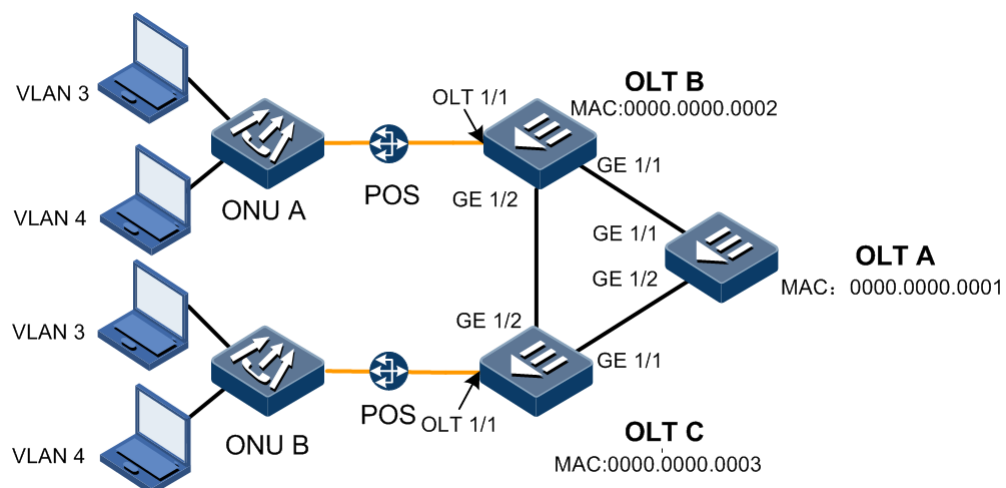 VLAN 3
VLAN 4
ONU A
POS
OLT 1/1
OLT B
MAC:0000.0000.0002
GE 1/1
GE 1/2
GE 1/1
GE 1/2
OLT A
MAC： 0000.0000.0001
VLAN 3
VLAN 4
ONU B
POS
OLT 1/1
GE 1/2
GE 1/1
OLT C
MAC:0000.0000.0003